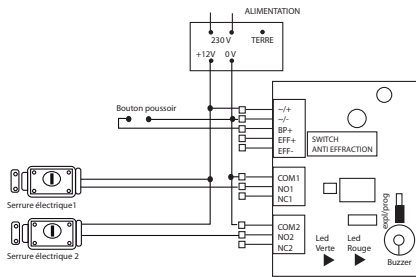 ALIMENTATION
230 V
TERRE
+12V 0 V
Bouton poussoir
~/+
~/-
BP+
EFF+
EFF-
SWITCH
ANTI EFFRACTION
COM1
NO1
NC1
Serrure électrique1
COM2
NO2
NC2
Serrure électrique 2
expl/prog
Led
Verte
Led
Rouge
Buzzer